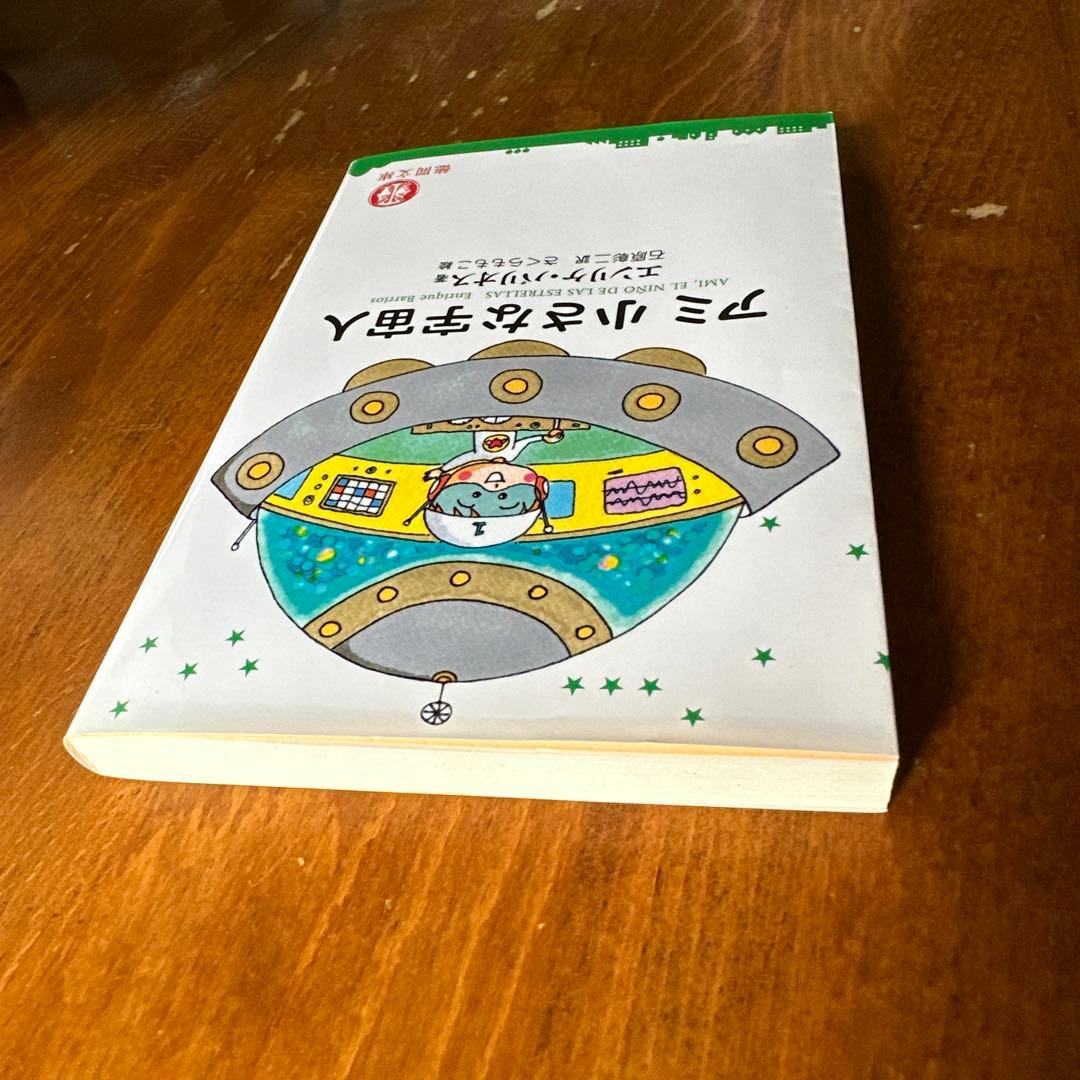 アミ 小さな宇宙人
AMI, EL NIÑO DE LAS ESTRELLAS Enrique Barrios
エンリケ・バリオス 著
石原彰二 訳 さくらももこ 絵
徳間文庫
1